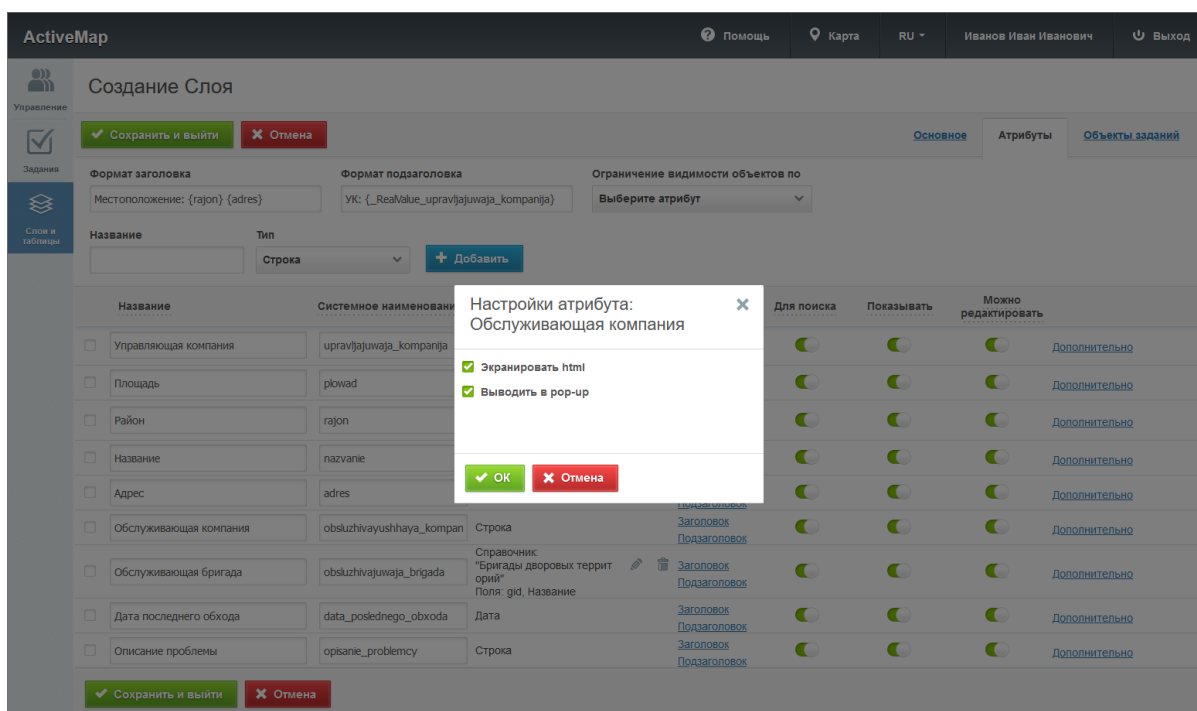 ActiveMap
Помощь
Карта
RU
Иванов Иван Иванович
Выход
Управление
Задания
Слои и
таблицы
Создание Слоя
Сохранить и выйти
Отмена
Основное
Атрибуты
Объекты заданий
Формат заголовка
Формат подзаголовка
Ограничение видимости объектов по
Местоположение: {rajon} {adres}
УК: {_RealValue_upravljajuwaja_kompanija}
Выберите атрибут
Название
Тип
Строка
Добавить
Название
Системное наименовани
Для поиска
Показывать
Можно
редактировать
Настройки атрибута:
Обслуживающая компания
Экранировать html
Выводить в pop-up
ОК
Отмена
Управляющая компания
upravljajuwaja_kompanija
Дополнительно
Площадь
plowad
Дополнительно
Район
rajon
Дополнительно
Название
nazvanie
Дополнительно
Адрес
adres
Подзаголовок
Дополнительно
Обслуживающая компания
obsluzhivayushhaya_kompan
Строка
Заголовок
Подзаголовок
Дополнительно
Обслуживающая бригада
obsluzhivajuwaja_brigada
Справочник:
"Бригады дворовых террит
орий"
Поля: gid, Название
Заголовок
Подзаголовок
Дополнительно
Дата последнего обхода
data_poslednego_obxoda
Дата
Заголовок
Подзаголовок
Дополнительно
Описание проблемы
opisanie_problemcy
Строка
Заголовок
Подзаголовок
Дополнительно
Сохранить и выйти
Отмена